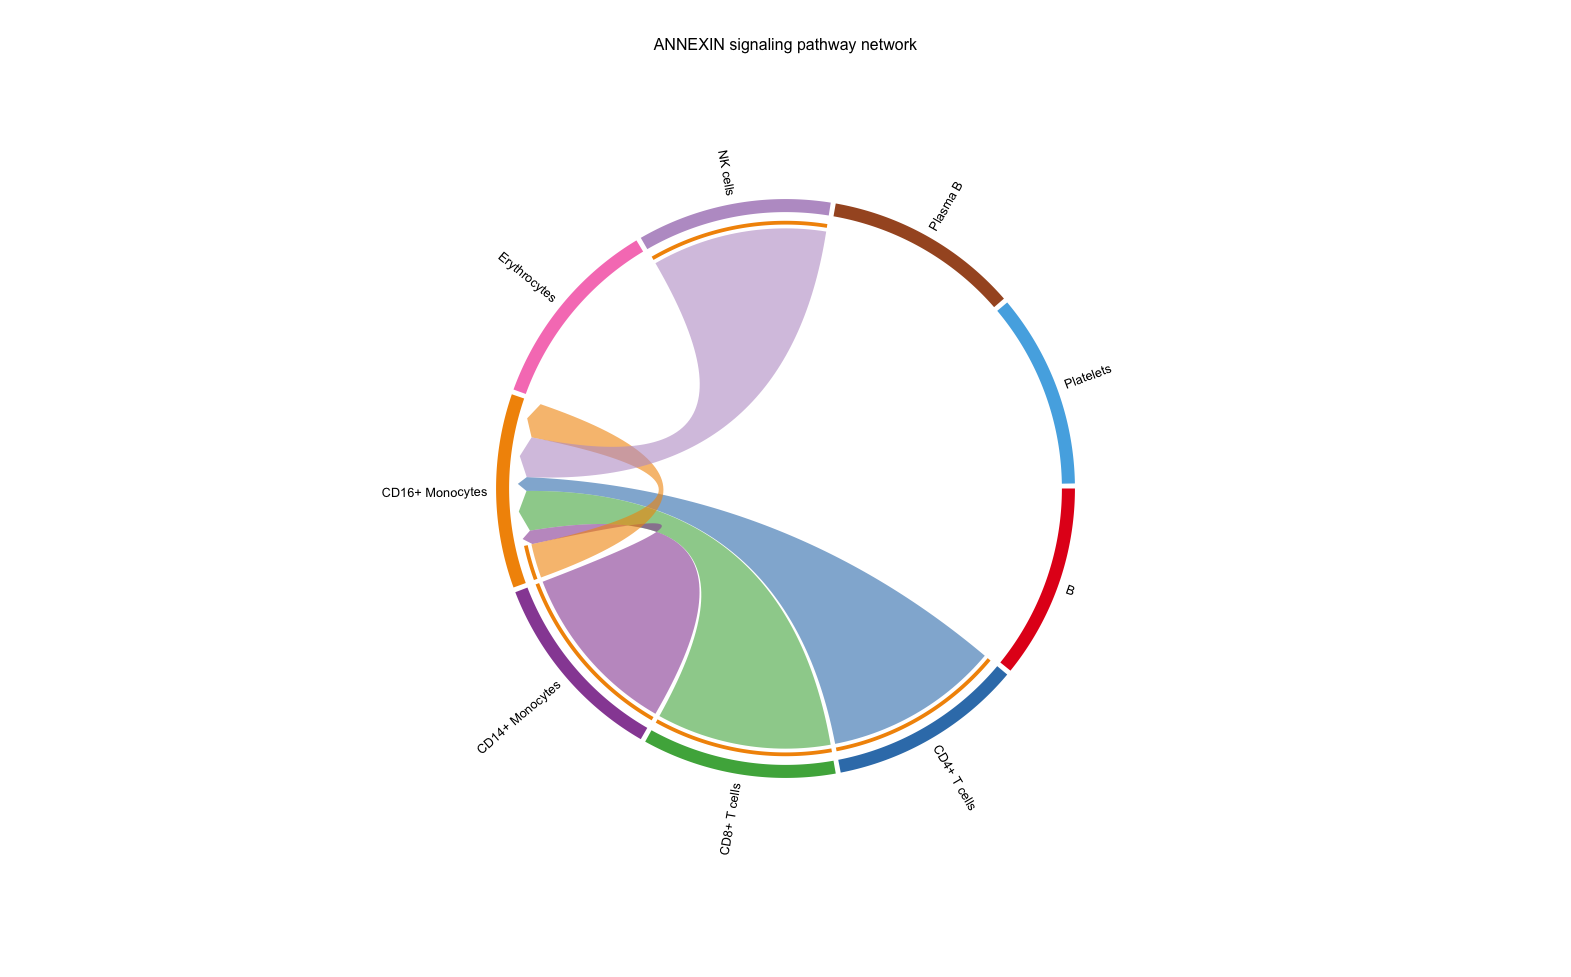 ANNEXIN signaling pathway network
NK cells
Plasma B
Erythrocytes
Platelets
CD16+ Monocytes
B
CD14+ Monocytes
CD4+ T cells
CD8+ T cells